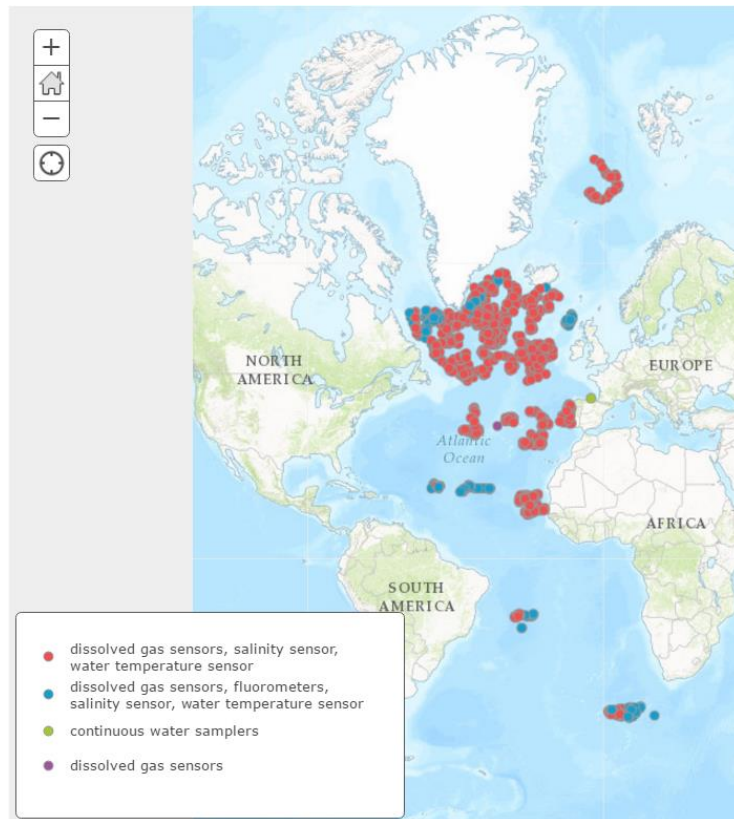 +
−
NORTH
AMERICA
EUROPE
Atlantic
Ocean
AFRICA
SOUTH
AMERICA
dissolved gas sensors, salinity sensor,
water temperature sensor
dissolved gas sensors, fluorometers,
salinity sensor, water temperature sensor
continuous water samplers
dissolved gas sensors